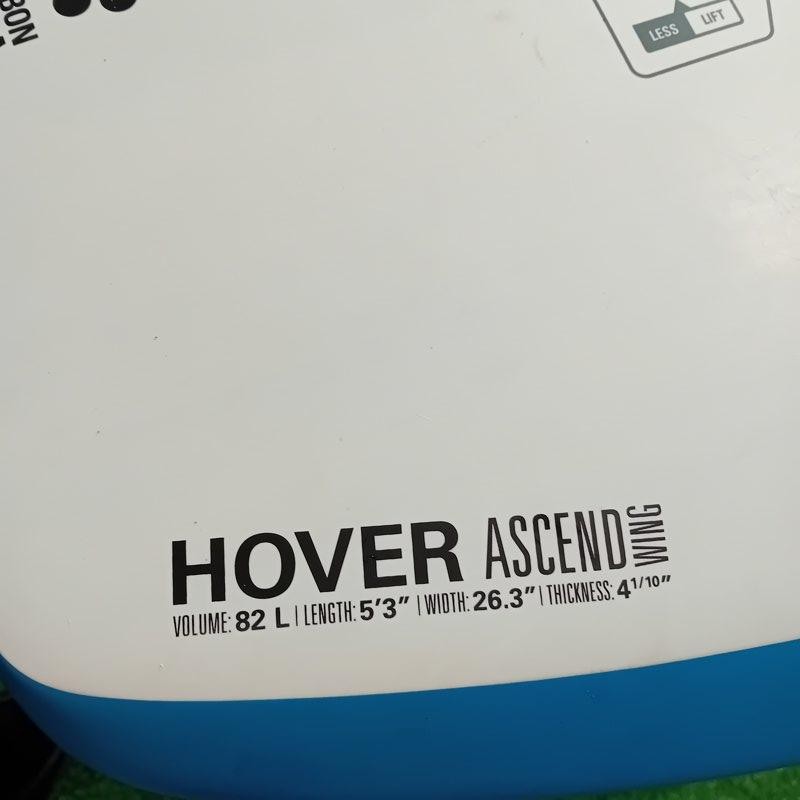 LESS LIFT
HOVER ASCEND WING
VOLUME: 82 L | LENGTH: 5'3" | WIDTH: 26.3" | THICKNESS: 4 1/10"